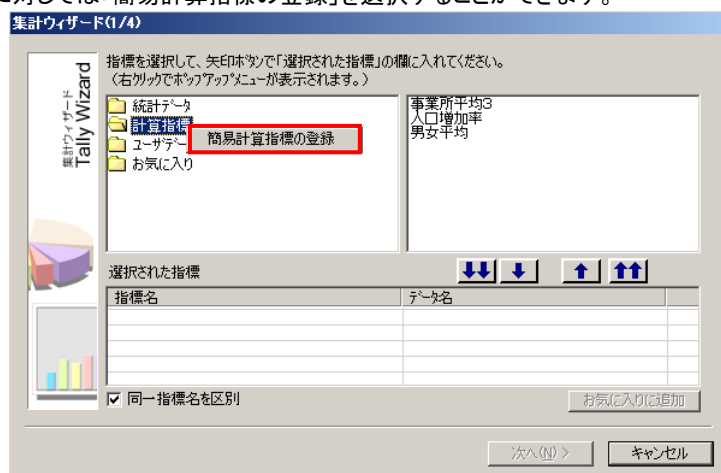 に対しては「簡易計算指標の登録」を選択することができます。
集計ウィザード(1/4)
指標を選択して、矢印ボタンで「選択された指標」の欄に入れてください。
(右クリックでポップアップメニューが表示されます。)
集計ウィザード
Tally Wizard
統計データ
計算指標
ユーザデー
お気に入り
簡易計算指標の登録
事業所平均3
人口増加率
男女平均
選択された指標
指標名 データ名
同一指標名を区別
お気に入りに追加
次へ(N) >
キャンセル